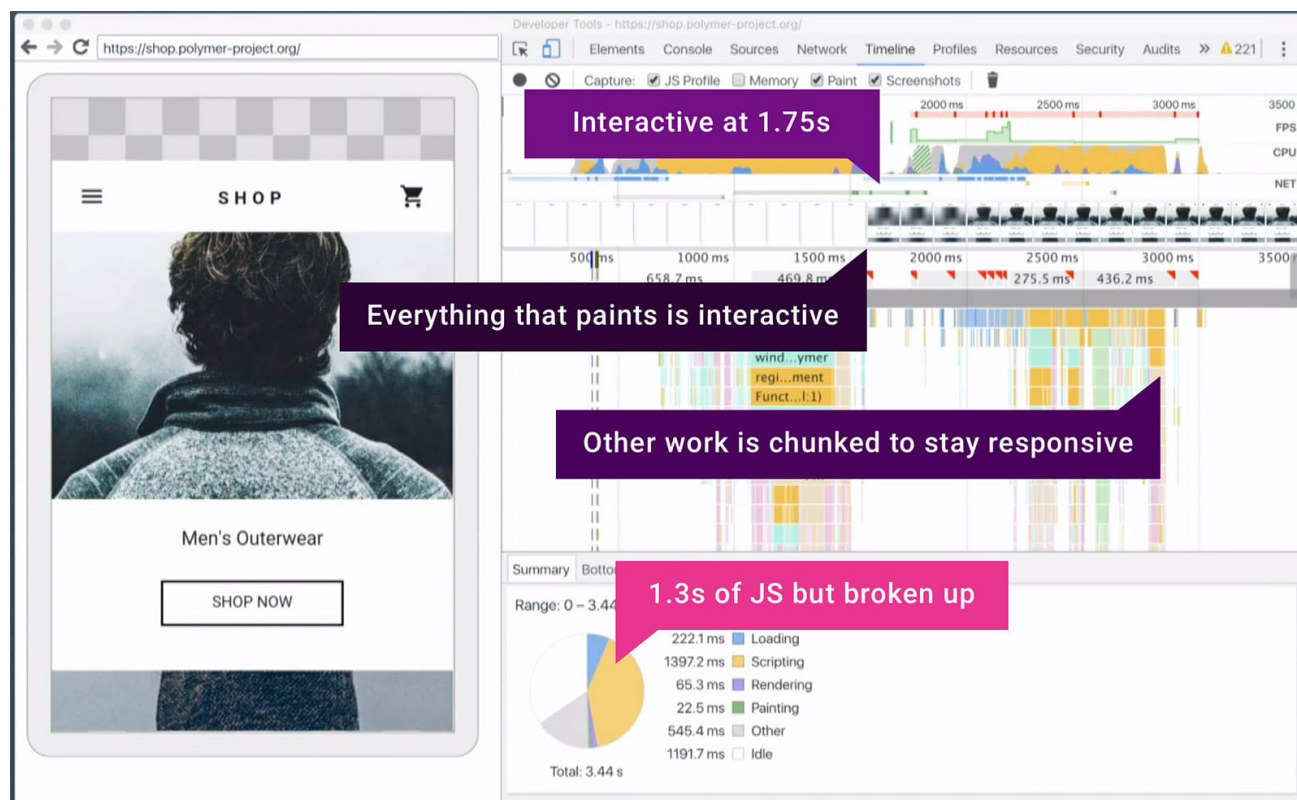 Developer Tools - https://shop.polymer-project.org/
https://shop.polymer-project.org/
Elements Console Sources Network Timeline Profiles Resources Security Audits » 221
Capture: JS Profile Memory Paint Screenshots
2000 ms 2500 ms 3000 ms 3500
Interactive at 1.75s
FPS
CPU
NET
SHOP
500 ms 1000 ms 1500 ms 2000 ms 2500 ms 3000 ms 3500
658.7 ms 469.8 m 275.5 ms 436.2 ms
Everything that paints is interactive
wind...ymer
regi...ment
Funct...l:1)
Other work is chunked to stay responsive
Men's Outerwear
SHOP NOW
Summary Botto
1.3s of JS but broken up
Range: 0 – 3.44
222.1 ms Loading
1397.2 ms Scripting
65.3 ms Rendering
22.5 ms Painting
545.4 ms Other
1191.7 ms Idle
Total: 3.44 s